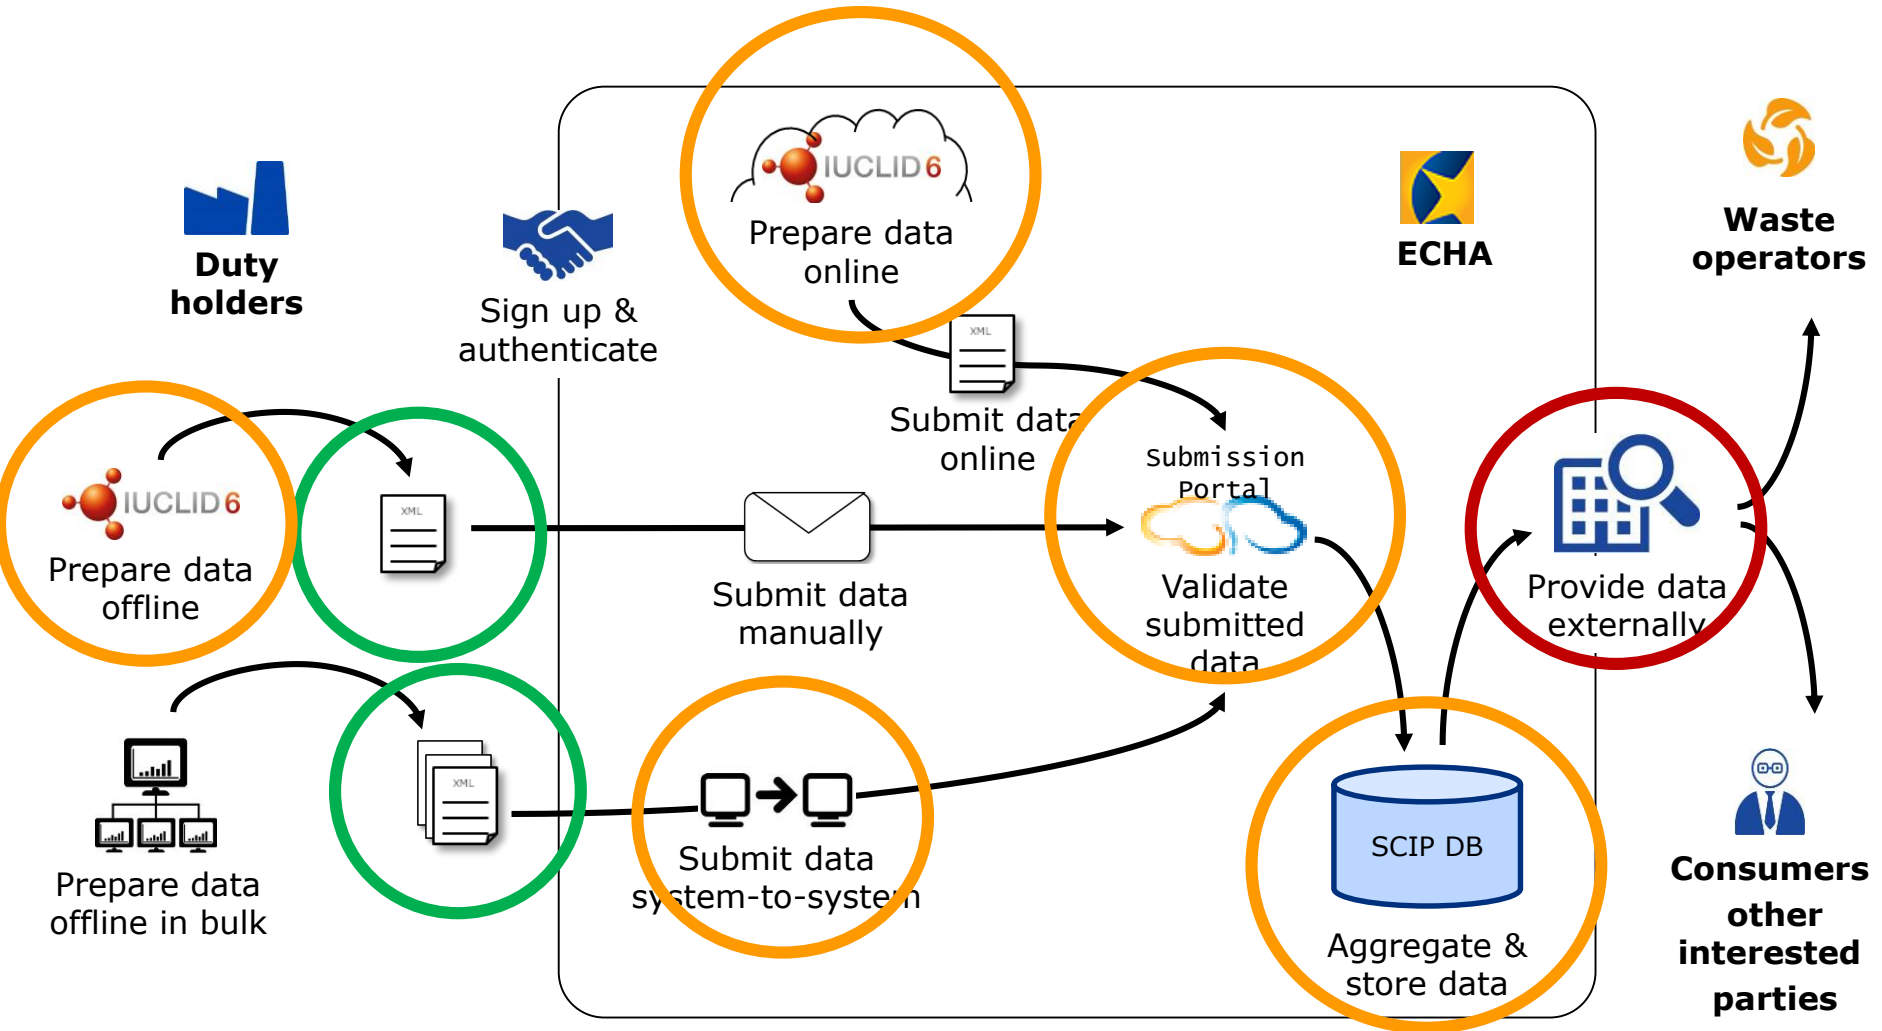 IUCLID 6
Prepare data
online
ECHA
Waste
operators
Duty
holders
Sign up &
authenticate
XML
Submit data
online
IUCLID 6
Prepare data
offline
XML
Submit data
manually
Submission
Portal
Validate
submitted
data
Provide data
externally
Prepare data
offline in bulk
XML
Submit data
system-to-system
SCIP DB
Aggregate &
store data
Consumers
other
interested
parties